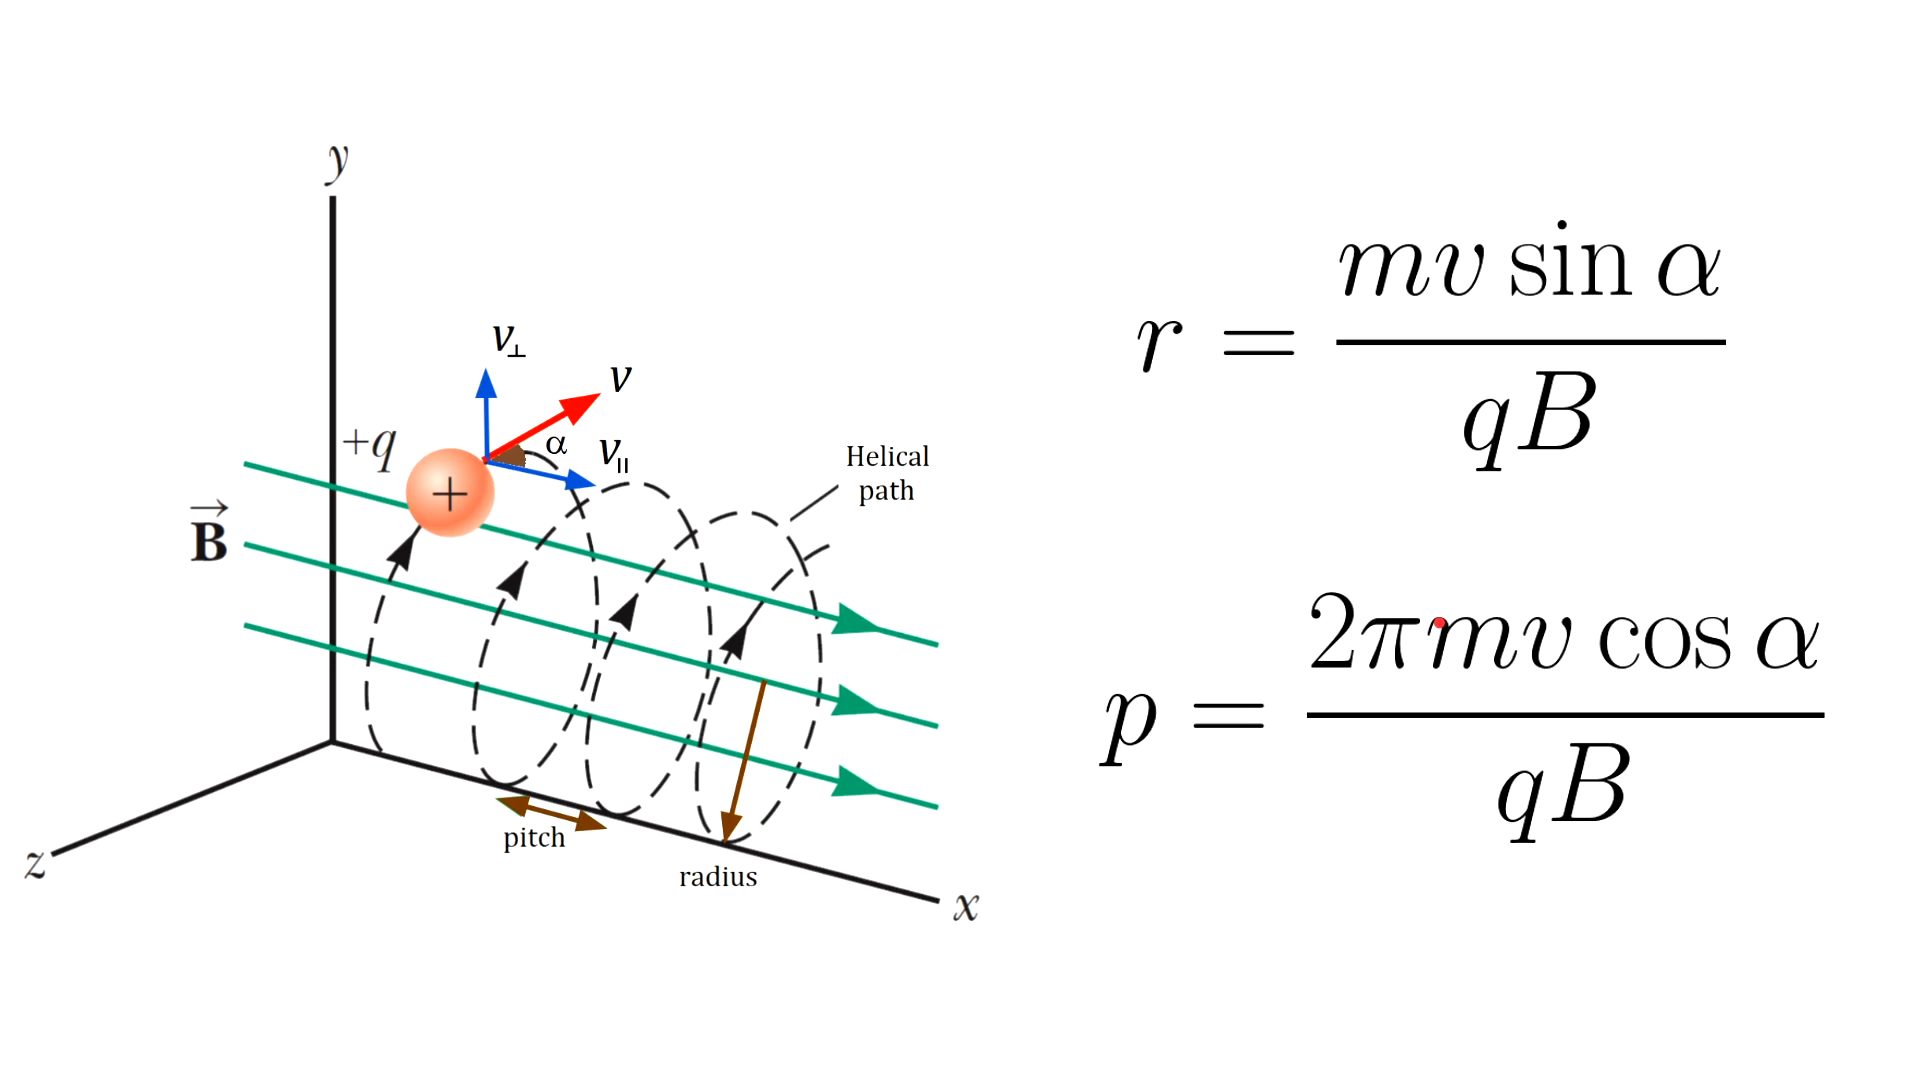 y
v⊥
v
+q
α
v||
+
B⃗
Helical
path
pitch
radius
z
x
r = mv sin α / qB
p = 2πmv cos α / qB